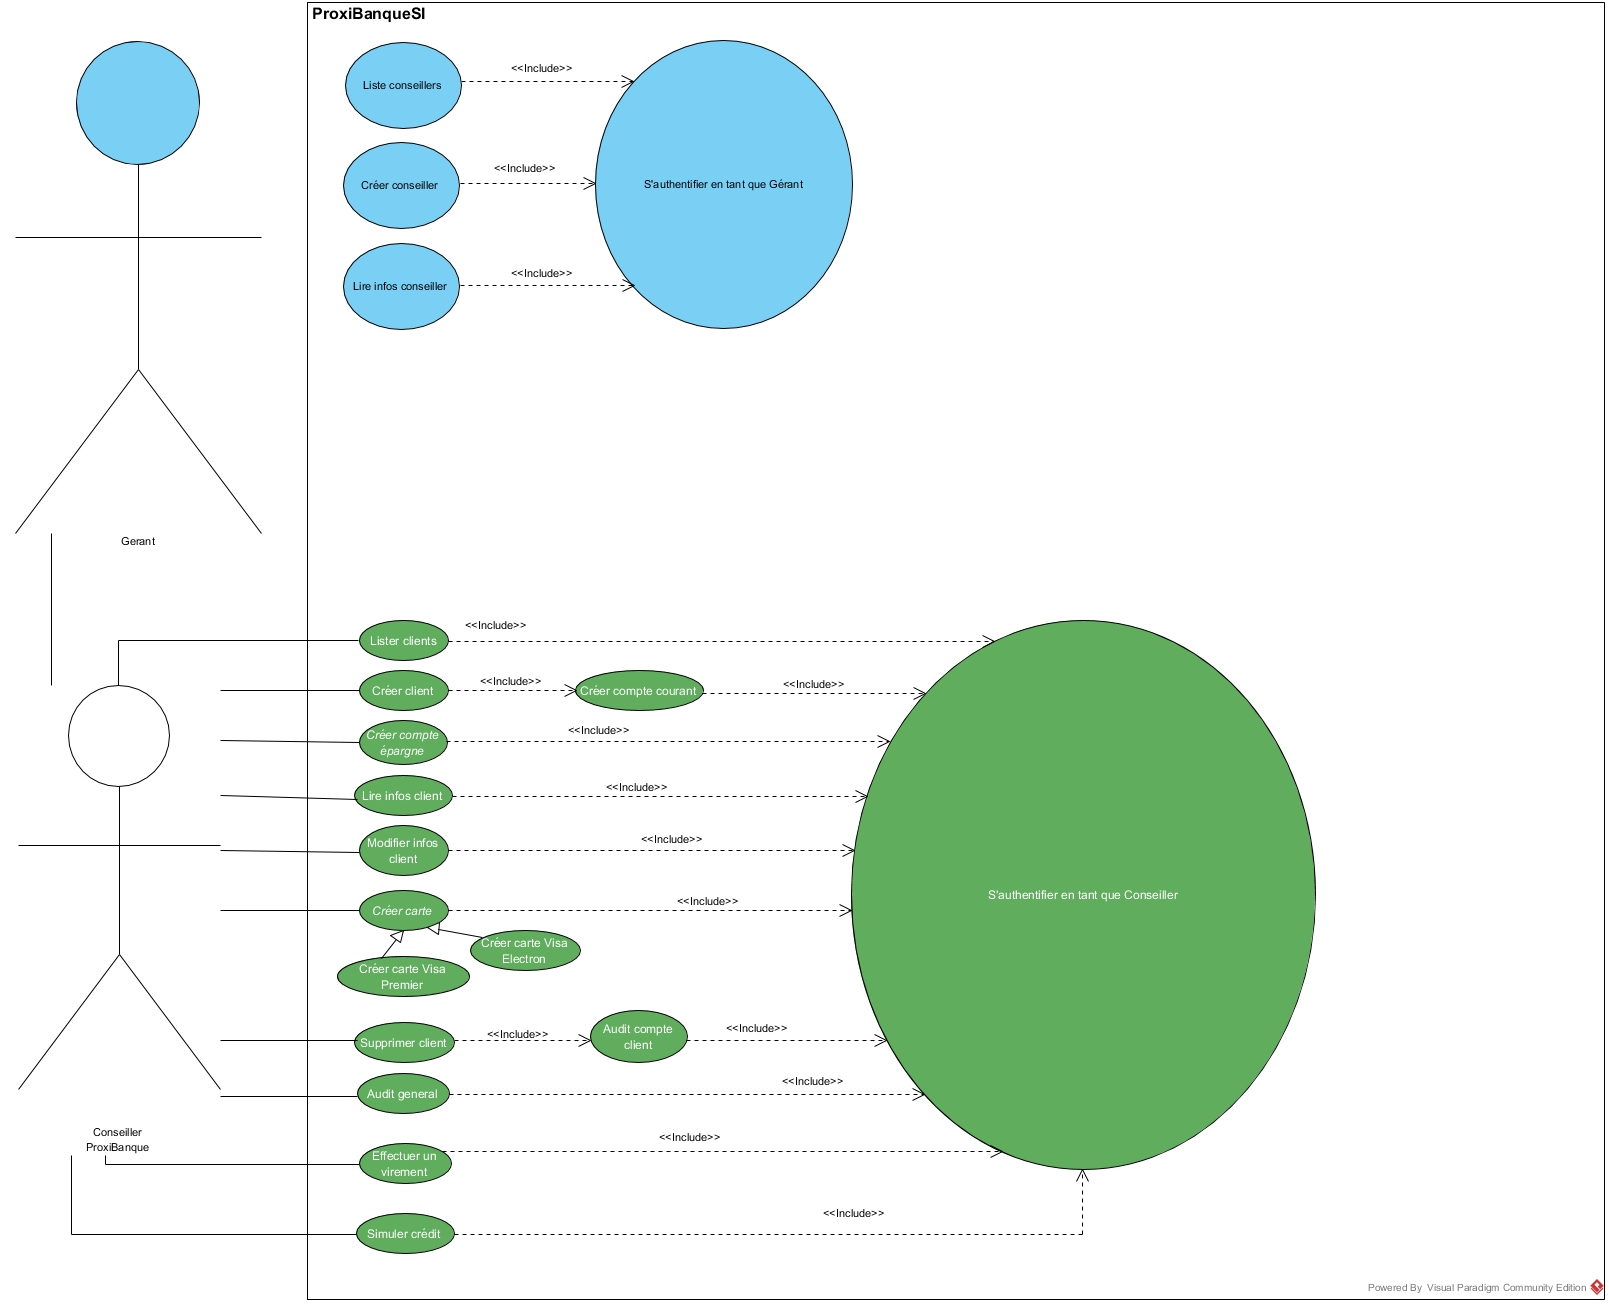 ProxiBanqueSI
Liste conseillers
<<Include>>
Créer conseiller
<<Include>>
S'authentifier en tant que Gérant
Lire infos conseiller
<<Include>>
Gerant
Lister clients
<<Include>>
Créer client
<<Include>>
Créer compte courant
<<Include>>
Créer compte
épargne
<<Include>>
Lire infos client
<<Include>>
Modifier infos
client
<<Include>>
S'authentifier en tant que Conseiller
Créer carte
<<Include>>
Créer carte Visa
Electron
Créer carte Visa
Premier
Supprimer client
<<Include>>
Audit compte
client
<<Include>>
Audit general
<<Include>>
Conseiller
ProxiBanque
Effectuer un
virement
<<Include>>
Simuler crédit
<<Include>>
Powered By Visual Paradigm Community Edition